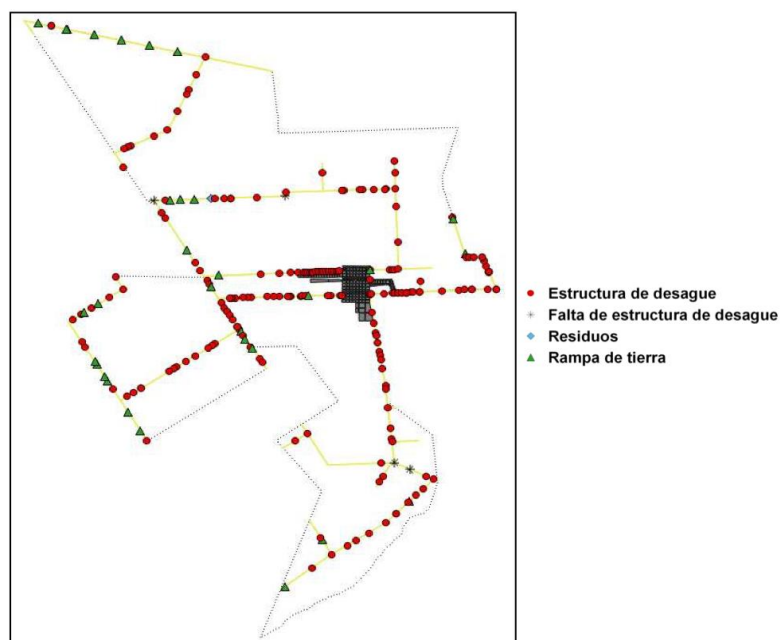 Estructura de desague
Falta de estructura de desague
Residuos
Rampa de tierra